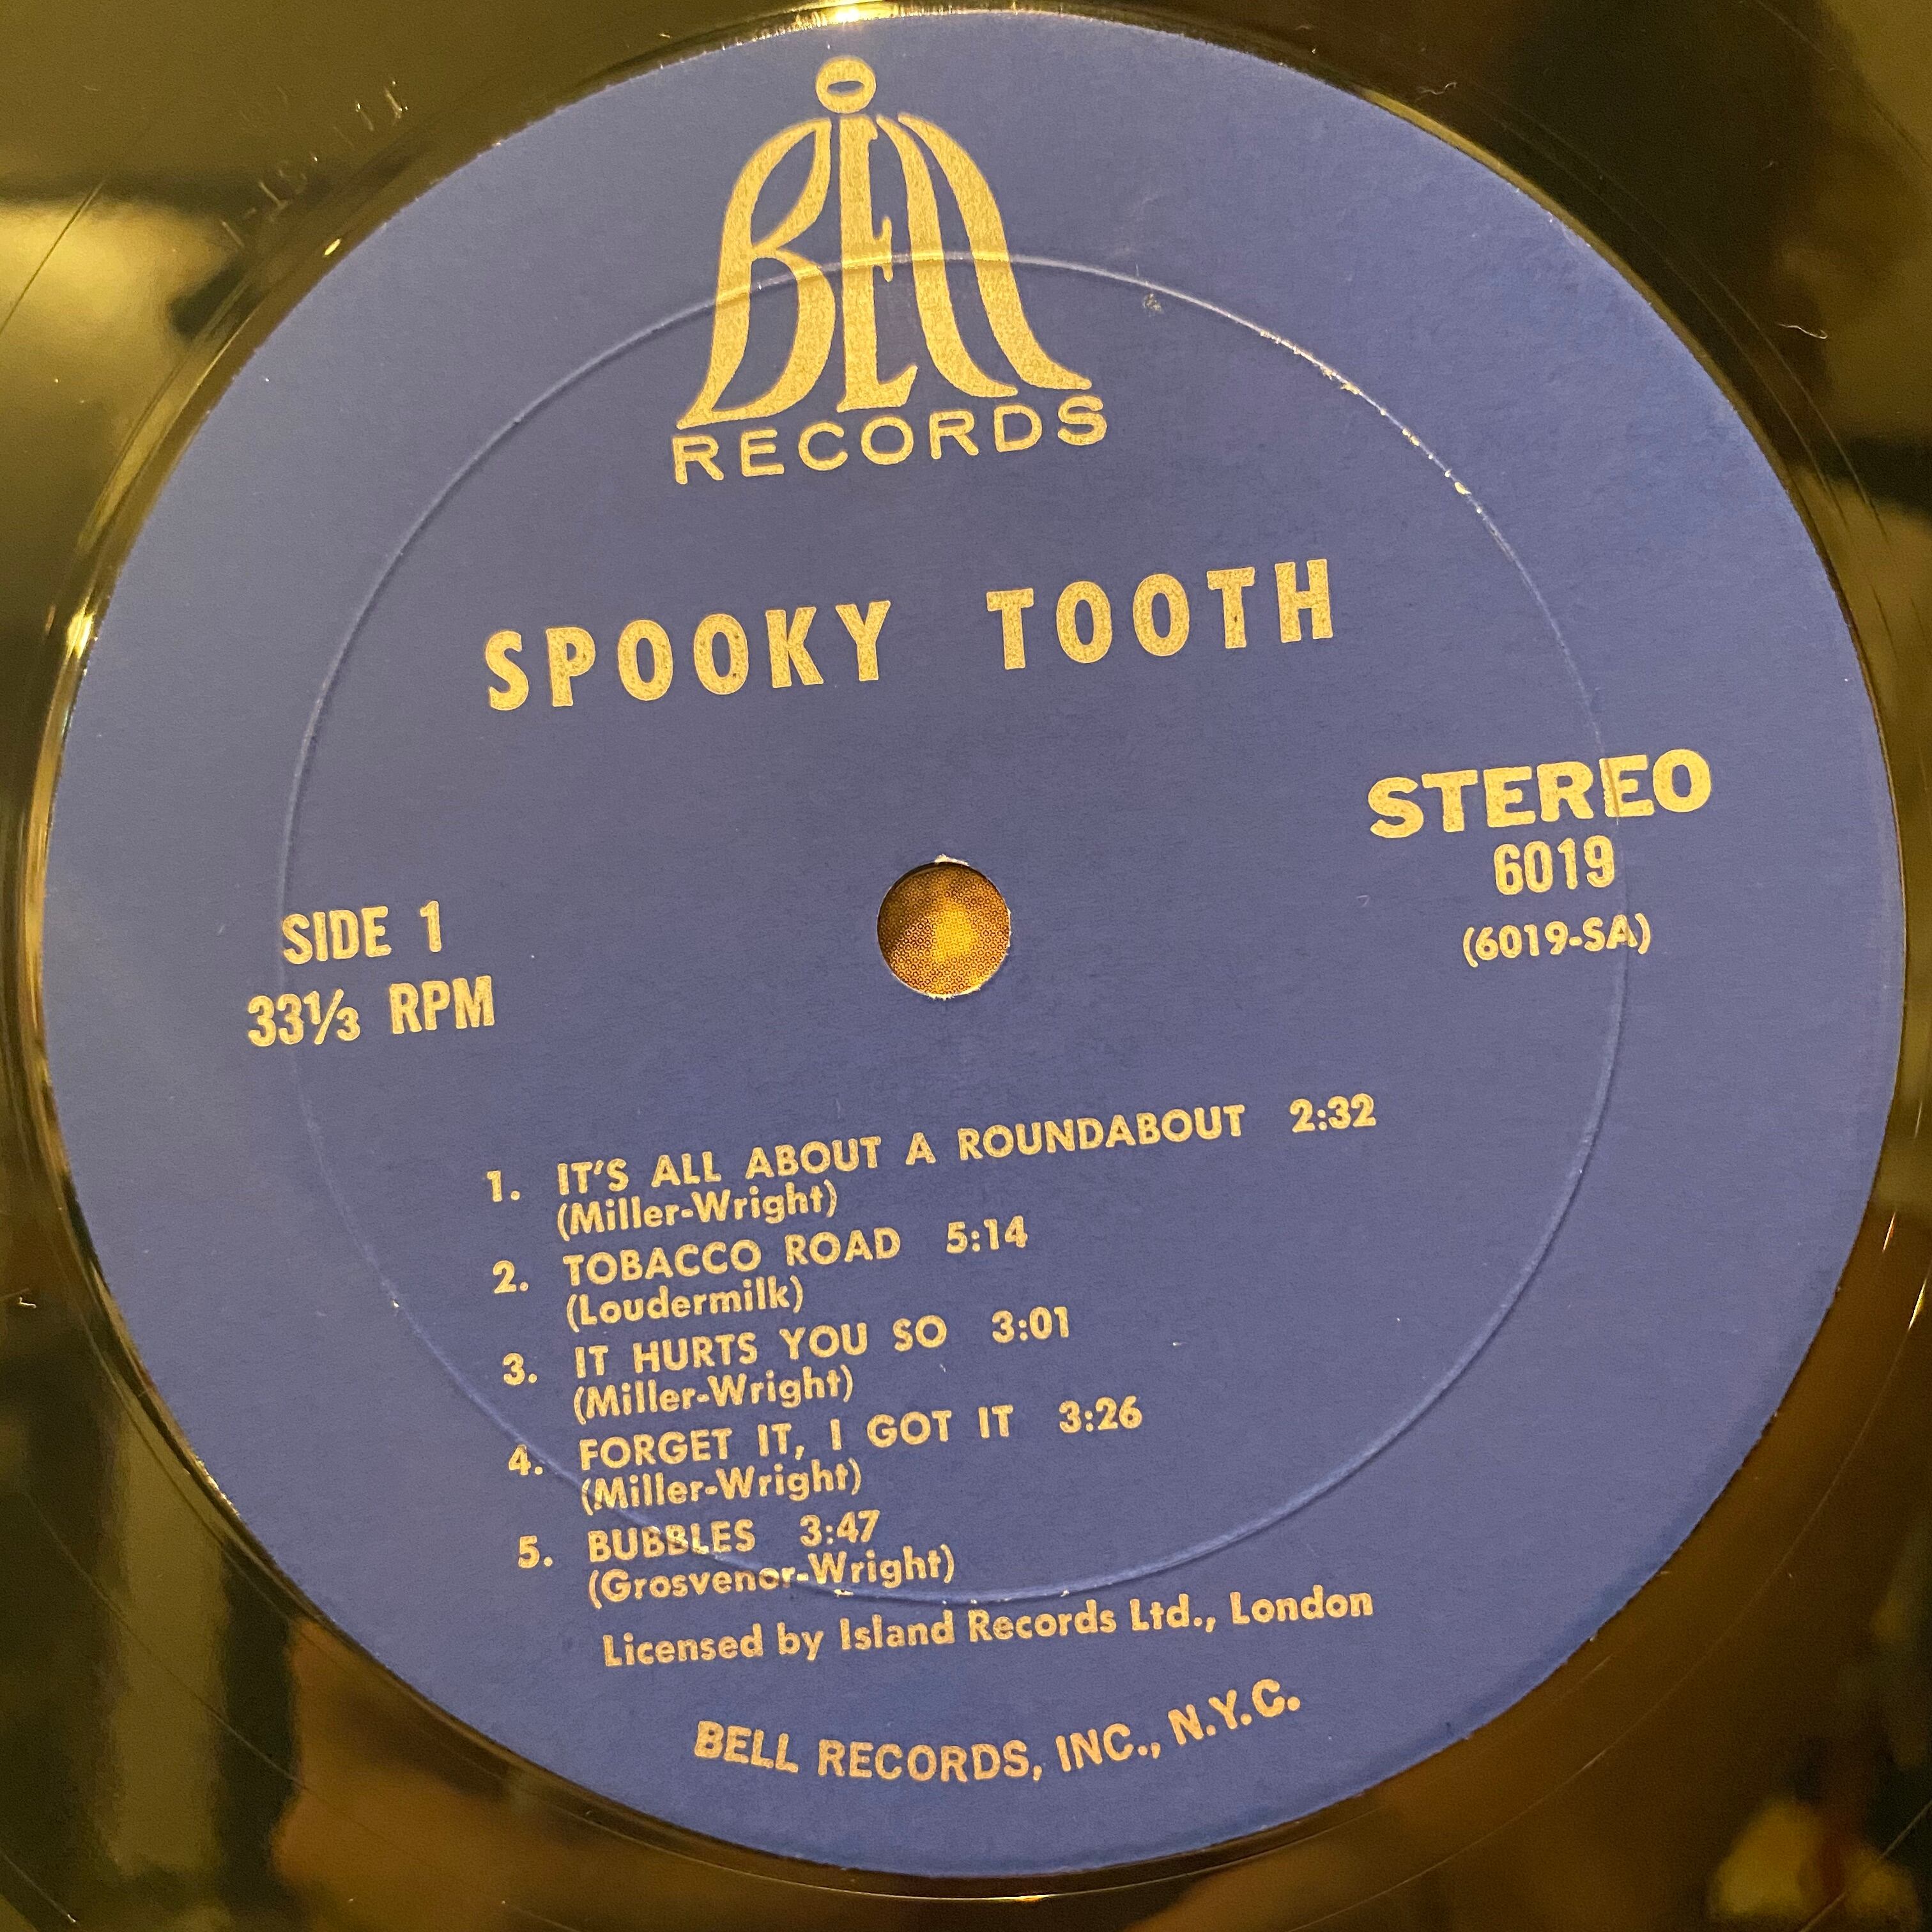 BELL
RECORDS
SPOOKY TOOTH
STEREO
6019
(6019-SA)
SIDE 1
33⅓ RPM
1. IT'S ALL ABOUT A ROUNDABOUT 2:32
(Miller-Wright)
2. TOBACCO ROAD 5:14
(Loudermilk)
3. IT HURTS YOU SO 3:01
(Miller-Wright)
4. FORGET IT, I GOT IT 3:26
(Miller-Wright)
5. BUBBLES 3:47
(Grosvenor-Wright)
Licensed by Island Records Ltd., London
BELL RECORDS, INC., N.Y.C.